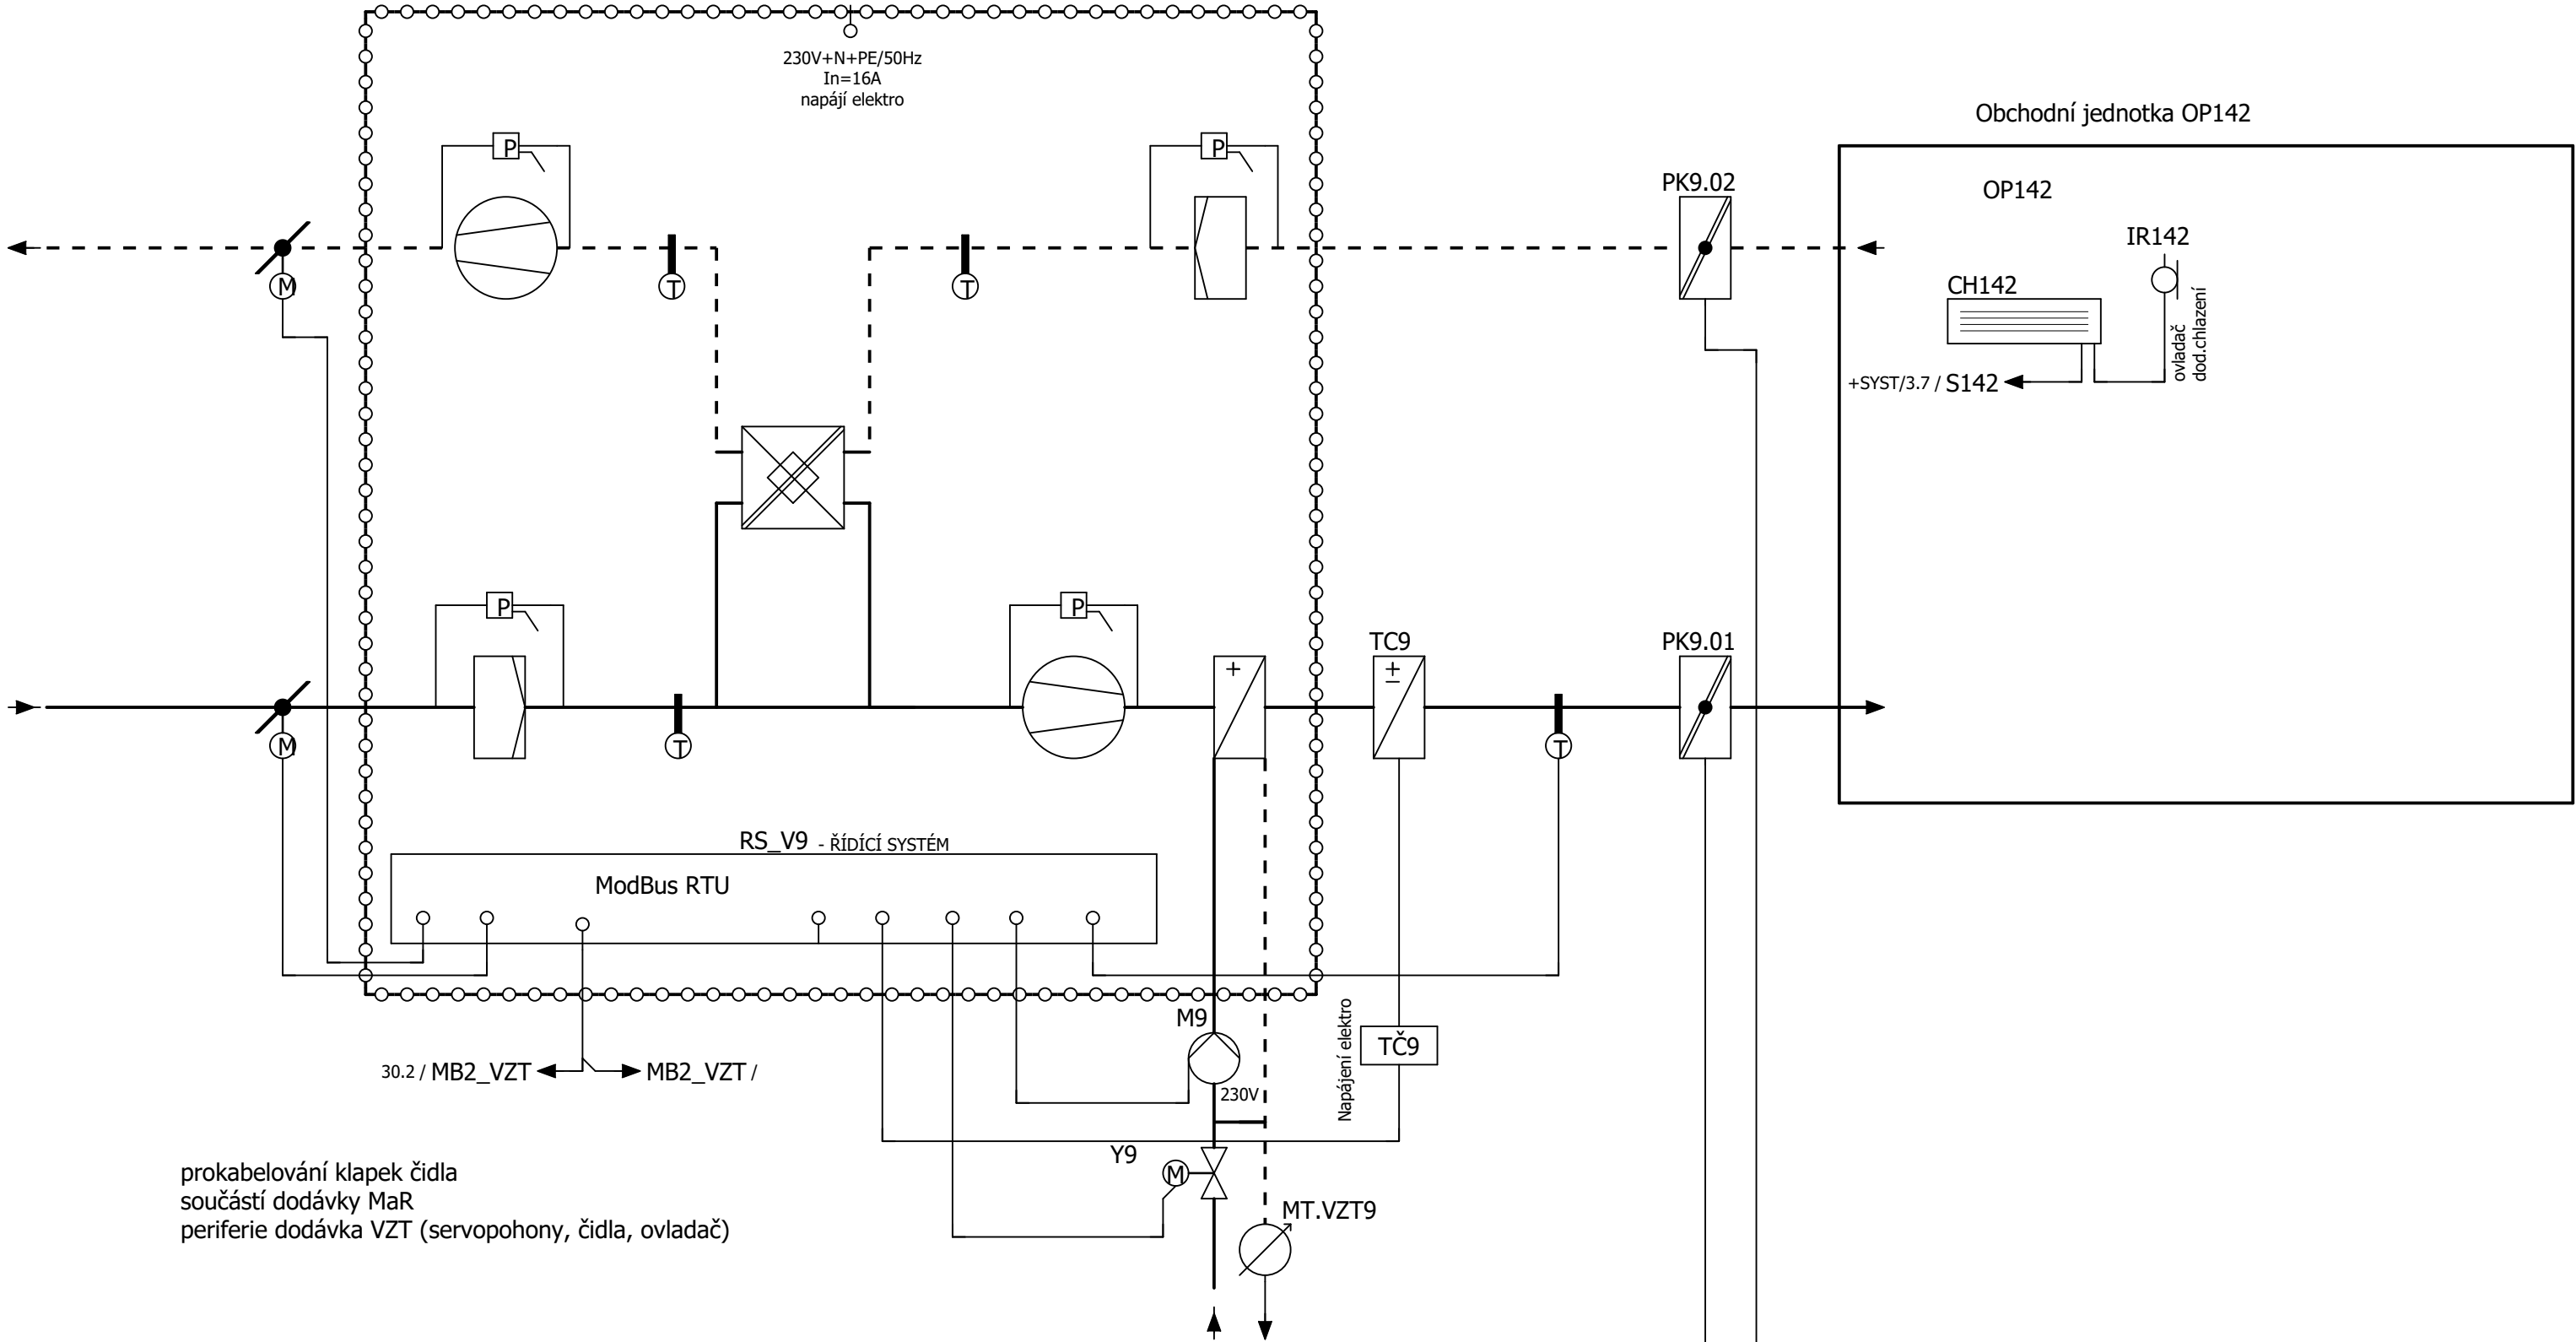 230V+N+PE/50Hz
In=16A
napájí elektro
Obchodní jednotka OP142
P
P
PK9.02
OP142
IR142
M
T
T
CH142
ovladač
dod.chlazení
+SYST/3.7 / S142
P
P
TC9
PK9.01
+
±
M
T
T
RS_V9 - ŘÍDÍCÍ SYSTÉM
ModBus RTU
M9
Napájení elektro
TČ9
30.2 / MB2_VZT
MB2_VZT /
230V
Y9
M
prokabelování klapek čidla
součástí dodávky MaR
periferie dodávka VZT (servopohony, čidla, ovladač)
MT.VZT9